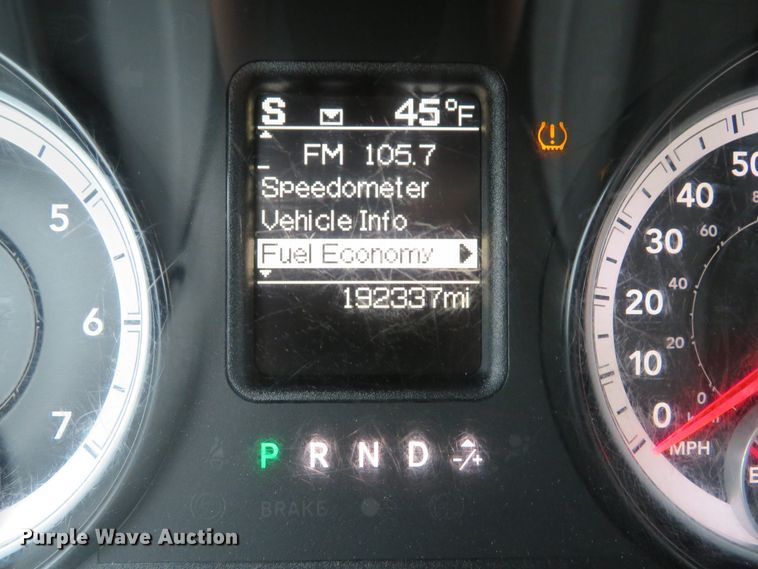 S 45°F
FM 105.7
Speedometer
Vehicle Info
Fuel Economy
192337mi
P R N D -/+
BRAKE
5
6
7
50
40
30
20
10
0
MPH
60
40
20
0
Purple Wave Auction